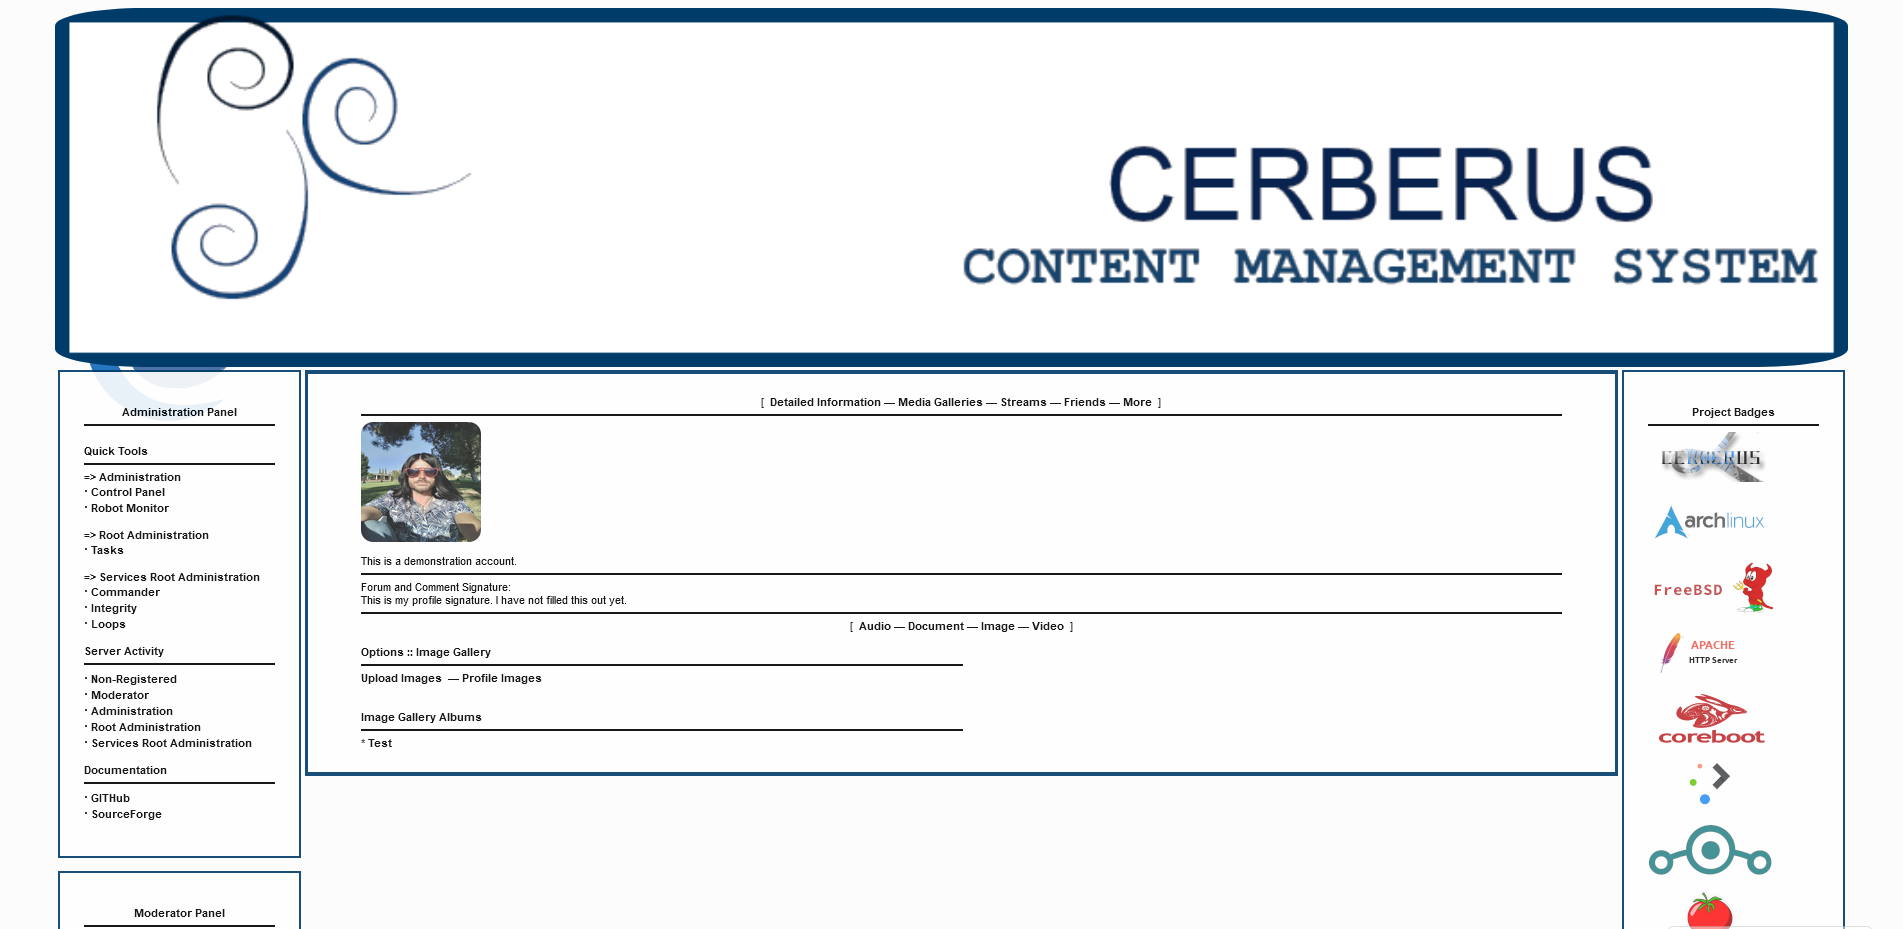 CERBERUS
CONTENT MANAGEMENT SYSTEM
Administration Panel
Quick Tools
=> Administration
· Control Panel
· Robot Monitor
=> Root Administration
· Tasks
=> Services Root Administration
· Commander
· Integrity
· Loops
Server Activity
· Non-Registered
· Moderator
· Administration
· Root Administration
· Services Root Administration
Documentation
· GITHub
· SourceForge
Moderator Panel
[ Detailed Information — Media Galleries — Streams — Friends — More ]
This is a demonstration account.
Forum and Comment Signature:
This is my profile signature. I have not filled this out yet.
[ Audio — Document — Image — Video ]
Options :: Image Gallery
Upload Images — Profile Images
Image Gallery Albums
* Test
Project Badges
CERBERUS
archlinux
FreeBSD
APACHE
HTTP Server
coreboot